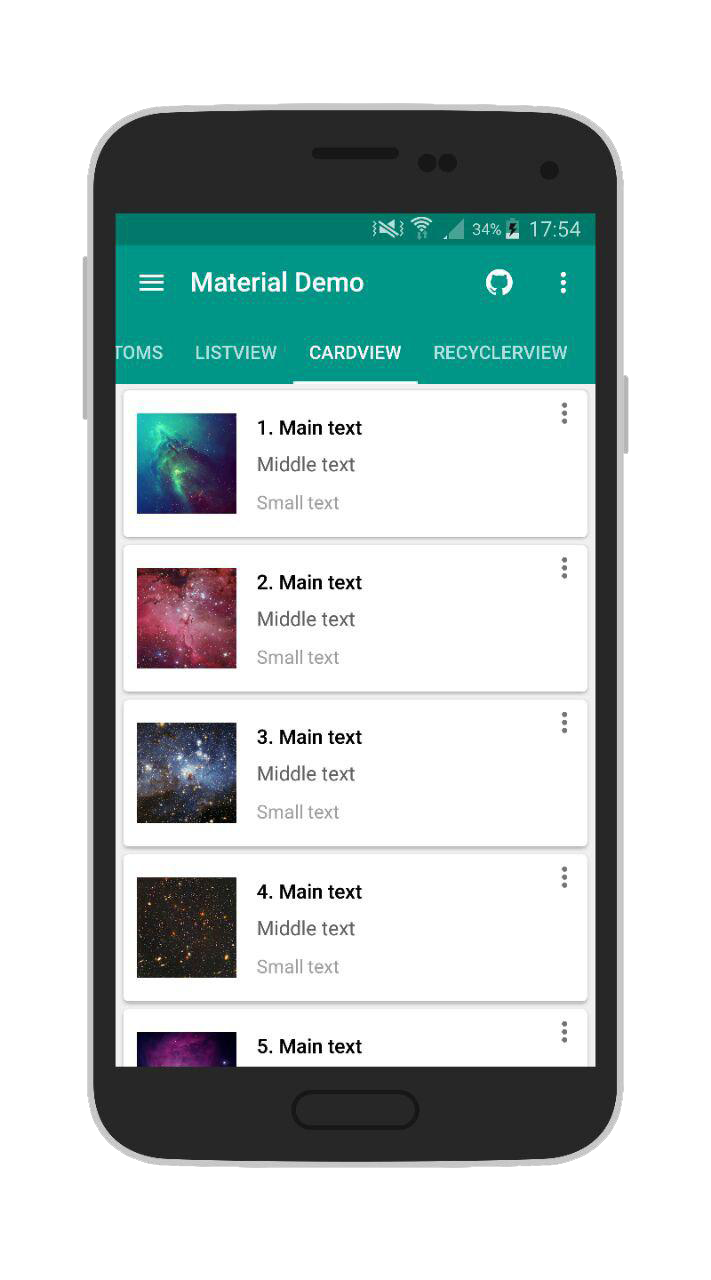 34% 17:54
Material Demo
TOMS LISTVIEW CARDVIEW RECYCLERVIEW
1. Main text
Middle text
Small text
2. Main text
Middle text
Small text
3. Main text
Middle text
Small text
4. Main text
Middle text
Small text
5. Main text